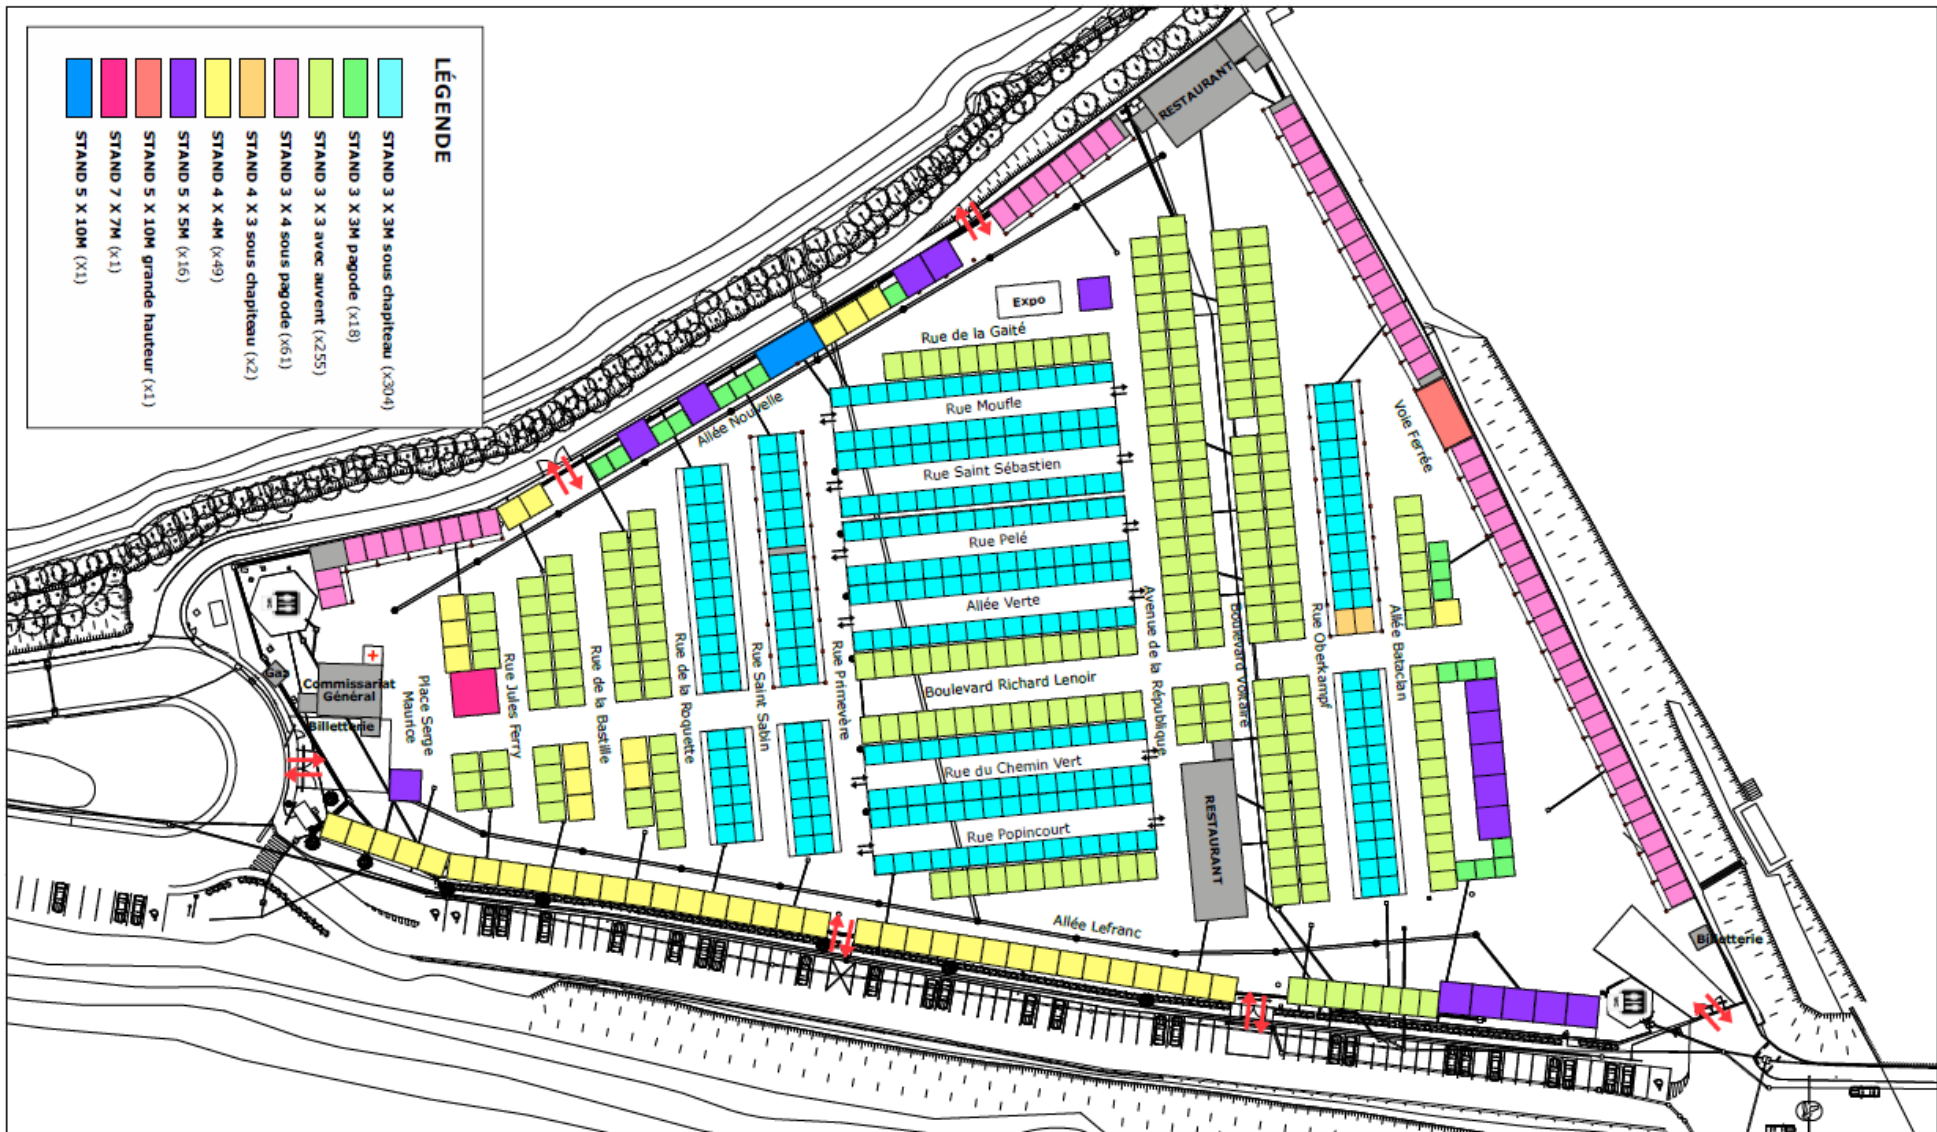 LÉGENDE
STAND 3 X 3M sous chapiteau (x304)
STAND 3 X 3M pagode (x18)
STAND 3 X 3 avec auvent (x255)
STAND 3 X 4 sous pagode (x61)
STAND 4 X 3 sous chapiteau (x2)
STAND 4 X 4M (x49)
STAND 5 X 5M (x16)
STAND 5 X 10M grande hauteur (x1)
STAND 7 X 7M (x1)
STAND 5 X 10M (X1)
RESTAURANT
Expo
Rue de la Gaité
Rue Moufle
Rue Saint Sébastien
Rue Pelé
Allée Verte
Boulevard Richard Lenoir
Rue du Chemin Vert
Rue Popincourt
Allée Nouvelle
Voie Ferrée
Avenue de la République
Boulevard Voltaire
Rue Oberkampf
Allée Bataclan
Rue Primevère
Rue Saint Sabin
Rue de la Roquette
Rue de la Bastille
Rue Jules Ferry
Place Serge
Maurice
Gaz
Commissariat
Général
Billetterie
RESTAURANT
Allée Lefranc
Billetterie